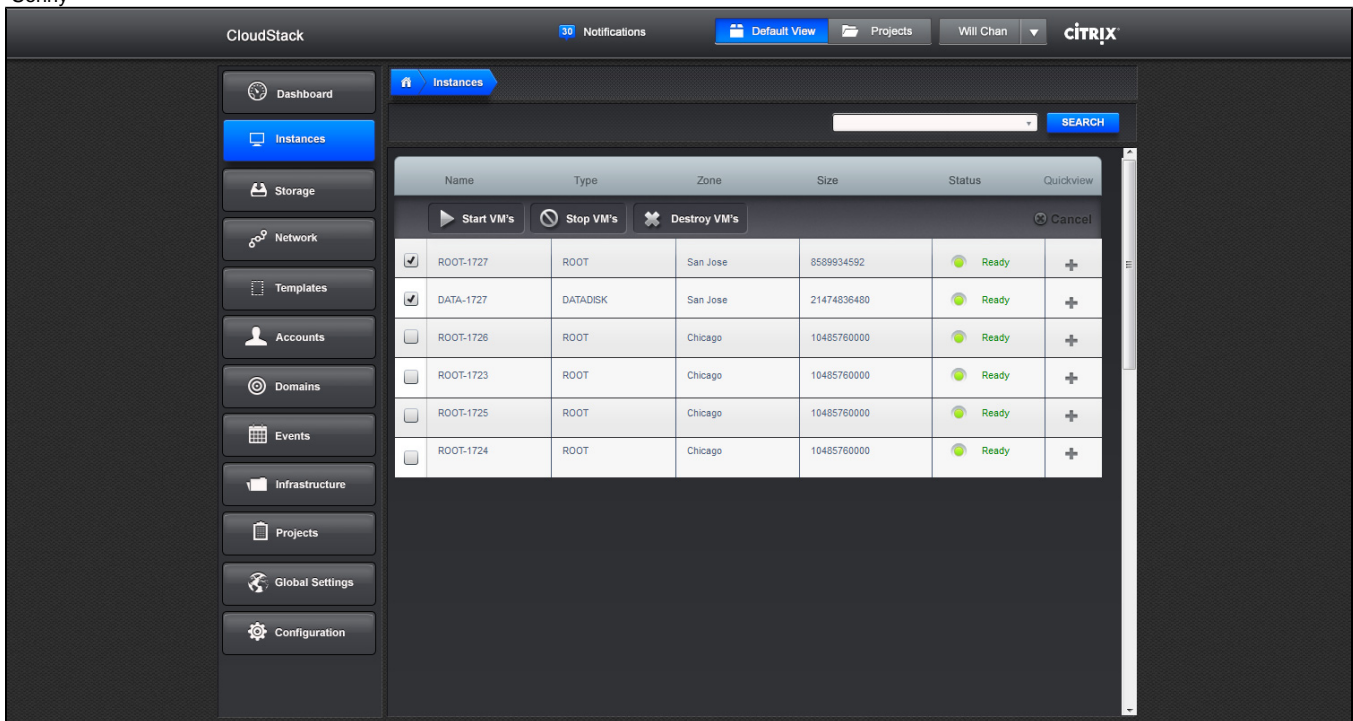 CloudStack
30 Notifications
Default View
Projects
Will Chan
CİTRIX
Dashboard
Instances
Storage
Network
Templates
Accounts
Domains
Events
Infrastructure
Projects
Global Settings
Configuration
Instances
SEARCH
Name Type Zone Size Status Quickview
Start VM's Stop VM's Destroy VM's Cancel
ROOT-1727 ROOT San Jose 8589934592 Ready
DATA-1727 DATADISK San Jose 21474836480 Ready
ROOT-1726 ROOT Chicago 10485760000 Ready
ROOT-1723 ROOT Chicago 10485760000 Ready
ROOT-1725 ROOT Chicago 10485760000 Ready
ROOT-1724 ROOT Chicago 10485760000 Ready